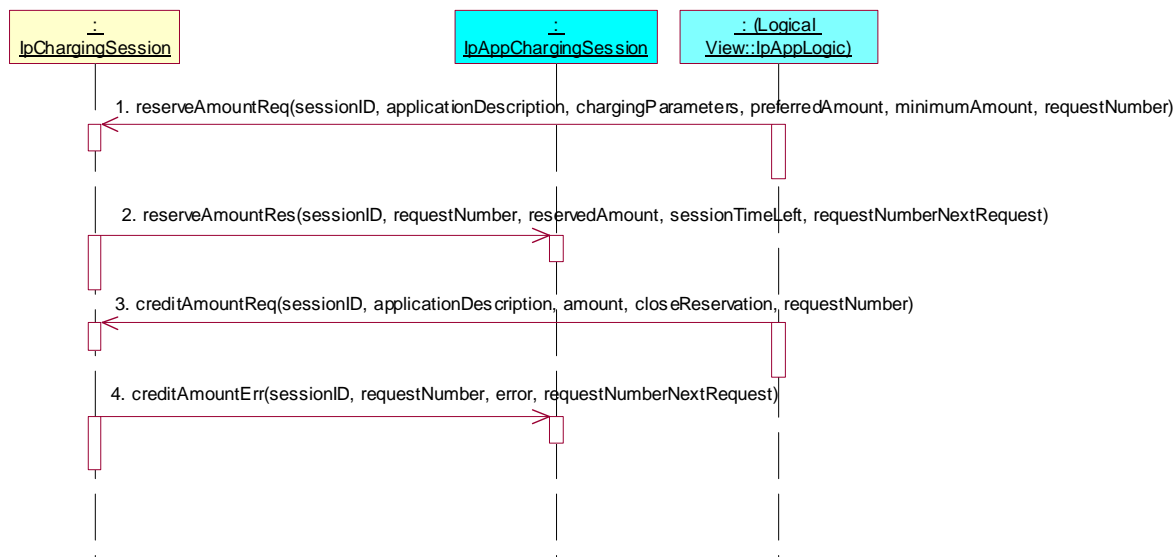 :
IpChargingSession
:
IpAppChargingSession
: (Logical
View::IpAppLogic)
1. reserveAmountReq(sessionID, applicationDescription, chargingParameters, preferredAmount, minimumAmount, requestNumber)
2. reserveAmountRes(sessionID, requestNumber, reservedAmount, sessionTimeLeft, requestNumberNextRequest)
3. creditAmountReq(sessionID, applicationDescription, amount, closeReservation, requestNumber)
4. creditAmountErr(sessionID, requestNumber, error, requestNumberNextRequest)